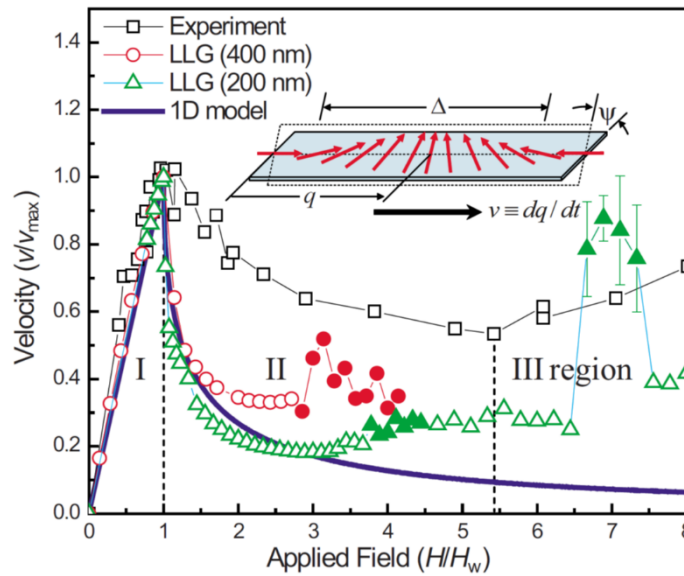 Experiment
LLG (400 nm)
LLG (200 nm)
1D model
Δ
ψ
q
v ≡ dq/dt
I
II
III region
1.4
1.2
1.0
0.8
0.6
0.4
0.2
0.0
Velocity (v/v_max)
0 1 2 3 4 5 6 7 8
Applied Field (H/H_w)